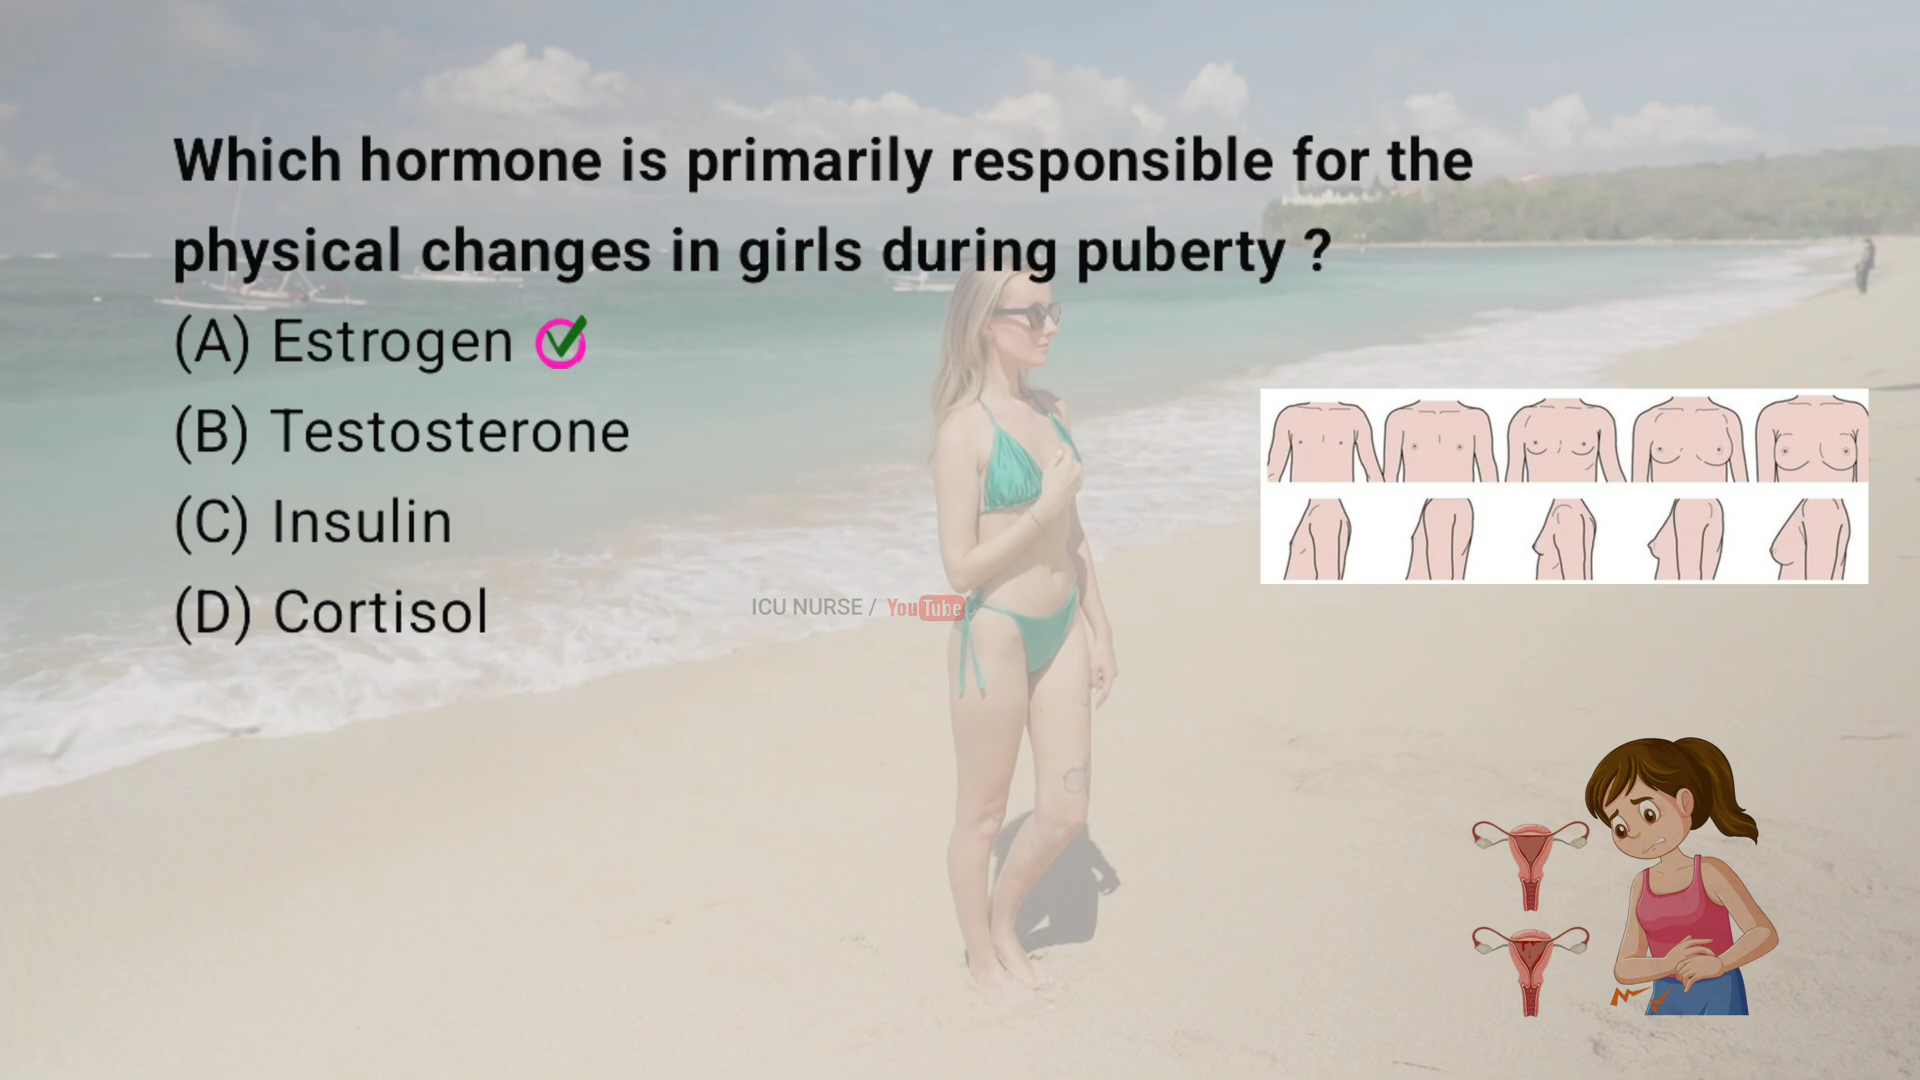 Which hormone is primarily responsible for the
physical changes in girls during puberty ?
(A) Estrogen
(B) Testosterone
(C) Insulin
(D) Cortisol
ICU NURSE / YouTube